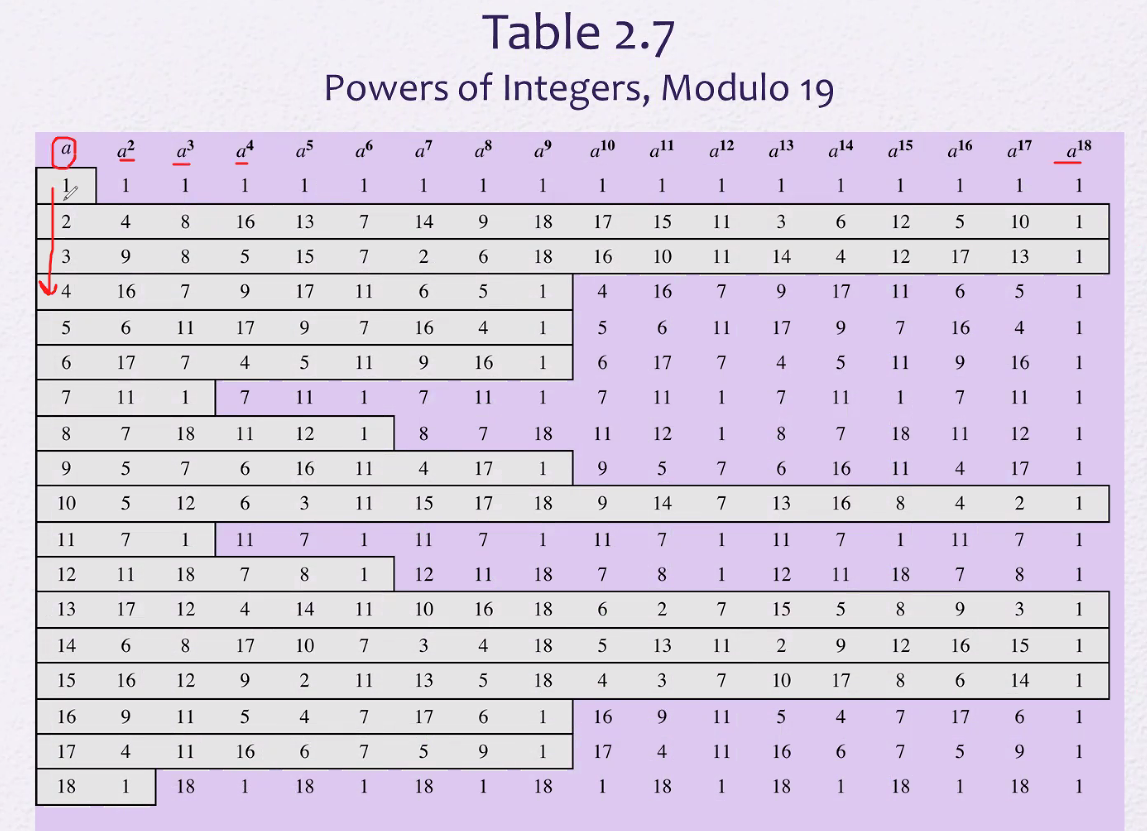 Table 2.7
Powers of Integers, Modulo 19
a a² a³ a⁴ a⁵ a⁶ a⁷ a⁸ a⁹ a¹⁰ a¹¹ a¹² a¹³ a¹⁴ a¹⁵ a¹⁶ a¹⁷ a¹⁸
1 1 1 1 1 1 1 1 1 1 1 1 1 1 1 1 1 1
2 4 8 16 13 7 14 9 18 17 15 11 3 6 12 5 10 1
3 9 8 5 15 7 2 6 18 16 10 11 14 4 12 17 13 1
4 16 7 9 17 11 6 5 1 4 16 7 9 17 11 6 5 1
5 6 11 17 9 7 16 4 1 5 6 11 17 9 7 16 4 1
6 17 7 4 5 11 9 16 1 6 17 7 4 5 11 9 16 1
7 11 1 7 11 1 7 11 1 7 11 1 7 11 1 7 11 1
8 7 18 11 12 1 8 7 18 11 12 1 8 7 18 11 12 1
9 5 7 6 16 11 4 17 1 9 5 7 6 16 11 4 17 1
10 5 12 6 3 11 15 17 18 9 14 7 13 16 8 4 2 1
11 7 1 11 7 1 11 7 1 11 7 1 11 7 1 11 7 1
12 11 18 7 8 1 12 11 18 7 8 1 12 11 18 7 8 1
13 17 12 4 14 11 10 16 18 6 2 7 15 5 8 9 3 1
14 6 8 17 10 7 3 4 18 5 13 11 2 9 12 16 15 1
15 16 12 9 2 11 13 5 18 4 3 7 10 17 8 6 14 1
16 9 11 5 4 7 17 6 1 16 9 11 5 4 7 17 6 1
17 4 11 16 6 7 5 9 1 17 4 11 16 6 7 5 9 1
18 1 18 1 18 1 18 1 18 1 18 1 18 1 18 1 18 1